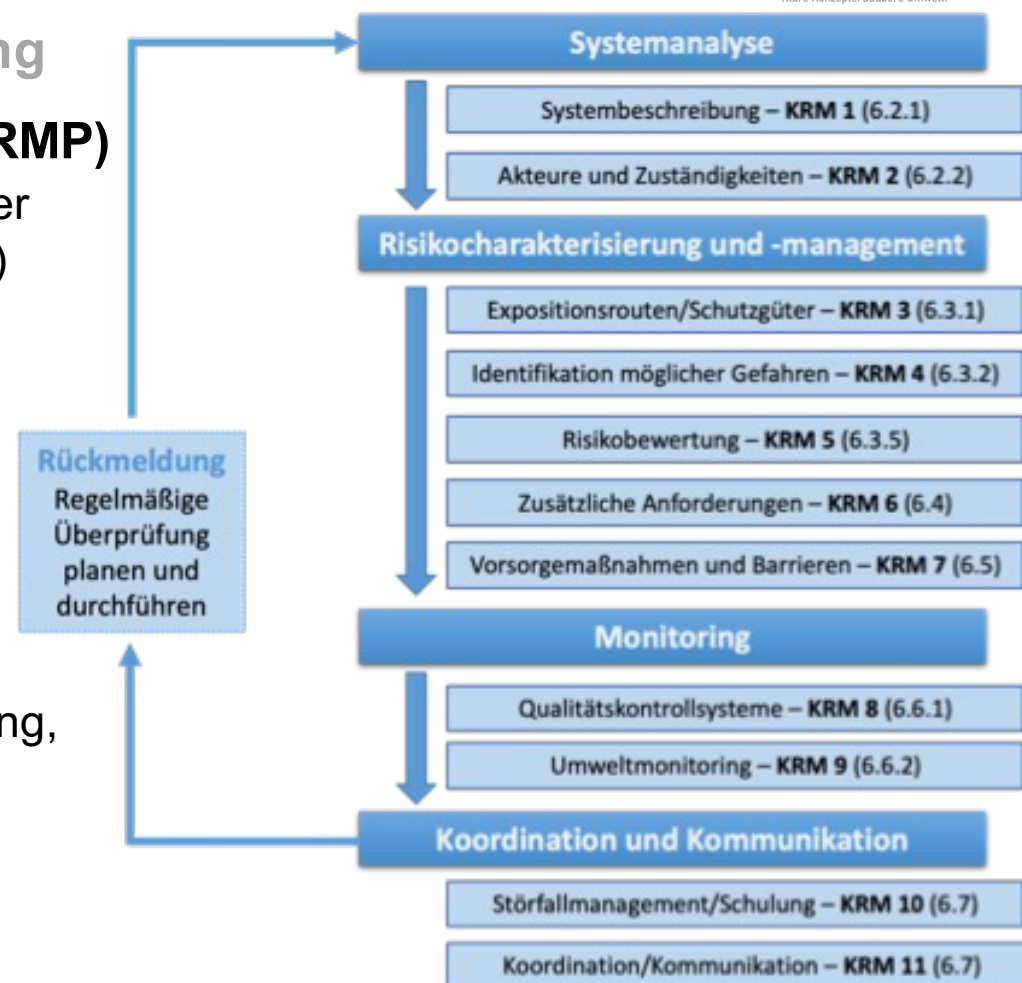 ng
RMP)
er
)
ng,
Systemanalyse
Systembeschreibung – KRM 1 (6.2.1)
Akteure und Zuständigkeiten – KRM 2 (6.2.2)
Risikocharakterisierung und -management
Expositionsrouten/Schutzgüter – KRM 3 (6.3.1)
Identifikation möglicher Gefahren – KRM 4 (6.3.2)
Risikobewertung – KRM 5 (6.3.5)
Zusätzliche Anforderungen – KRM 6 (6.4)
Vorsorgemaßnahmen und Barrieren – KRM 7 (6.5)
Monitoring
Qualitätskontrollsysteme – KRM 8 (6.6.1)
Umweltmonitoring – KRM 9 (6.6.2)
Koordination und Kommunikation
Störfallmanagement/Schulung – KRM 10 (6.7)
Koordination/Kommunikation – KRM 11 (6.7)
Rückmeldung
Regelmäßige
Überprüfung
planen und
durchführen